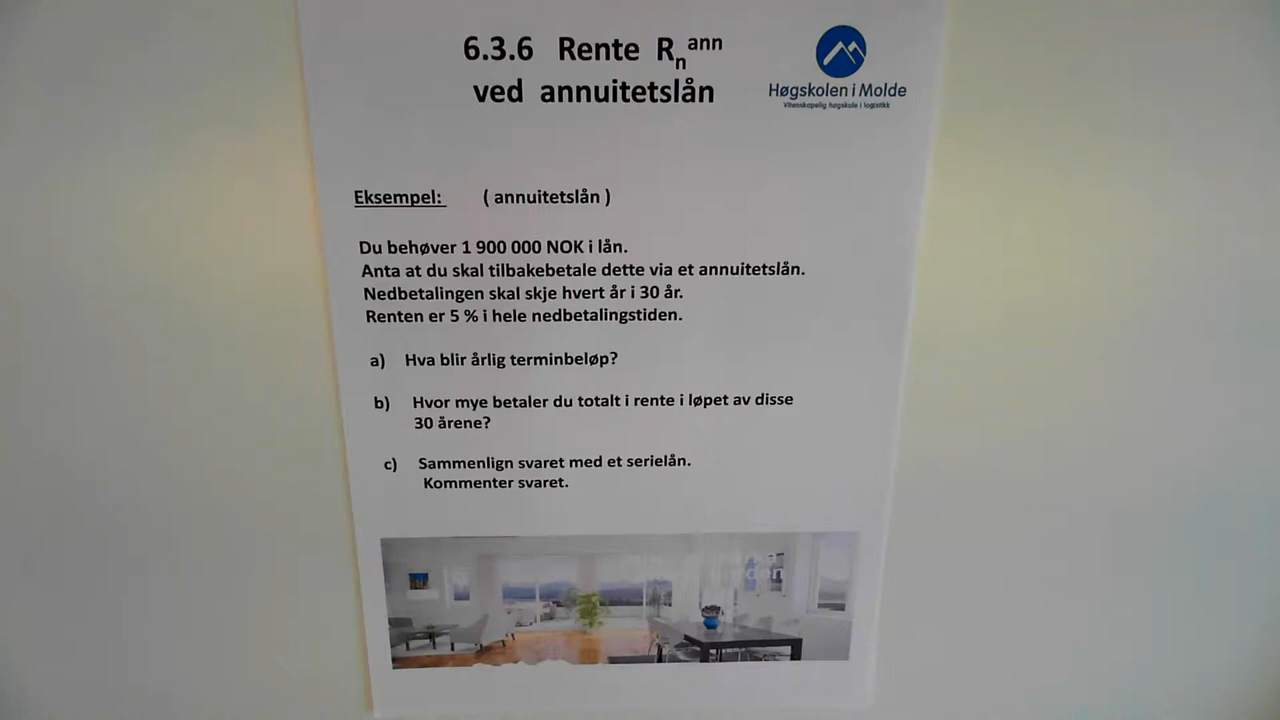 6.3.6 Rente Rₙᵃⁿⁿ
ved annuitetslån
Høgskolen i Molde
Vitenskapelig høgskole i logistikk
Eksempel: ( annuitetslån )
Du behøver 1 900 000 NOK i lån.
Anta at du skal tilbakebetale dette via et annuitetslån.
Nedbetalingen skal skje hvert år i 30 år.
Renten er 5 % i hele nedbetalingstiden.
a) Hva blir årlig terminbeløp?
b) Hvor mye betaler du totalt i rente i løpet av disse
30 årene?
c) Sammenlign svaret med et serielån.
Kommenter svaret.